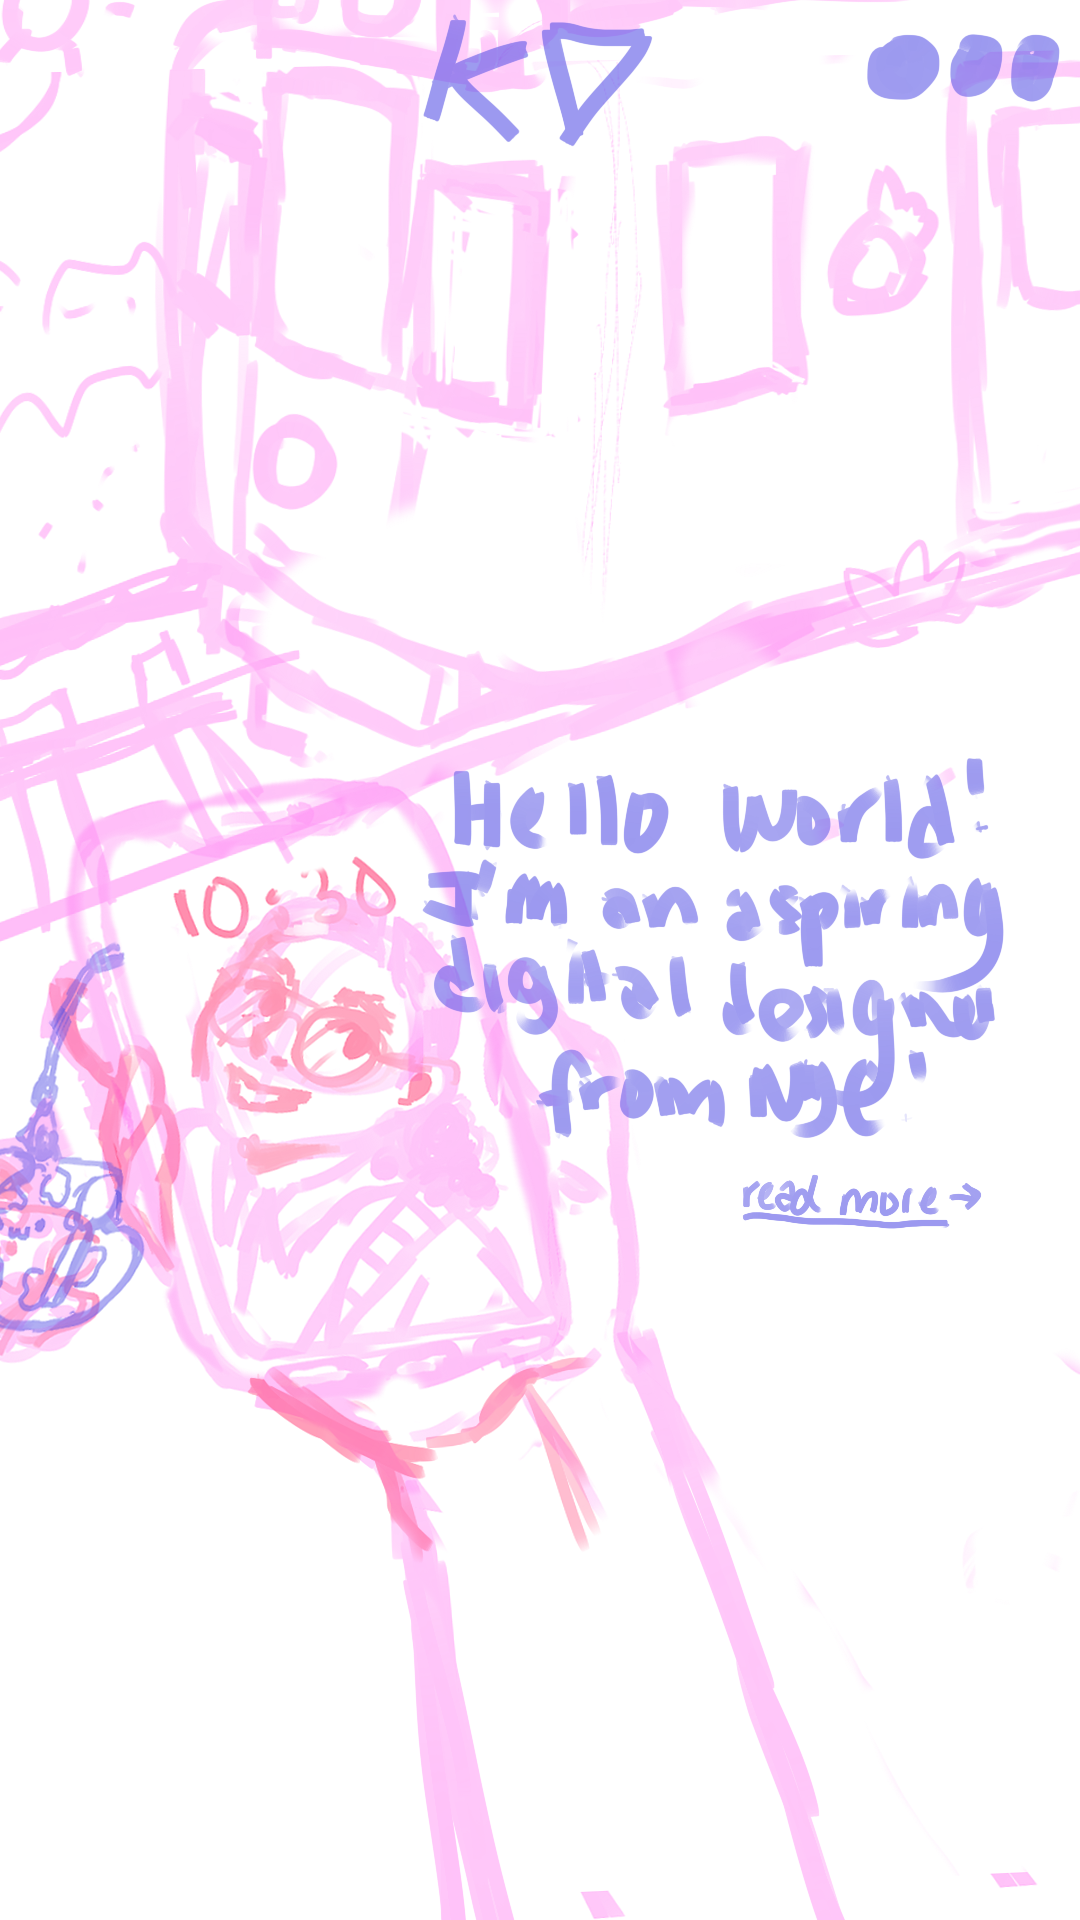 KD
Hello World!
I'm an aspiring
digital designer
from NYC!
10:30
read more →